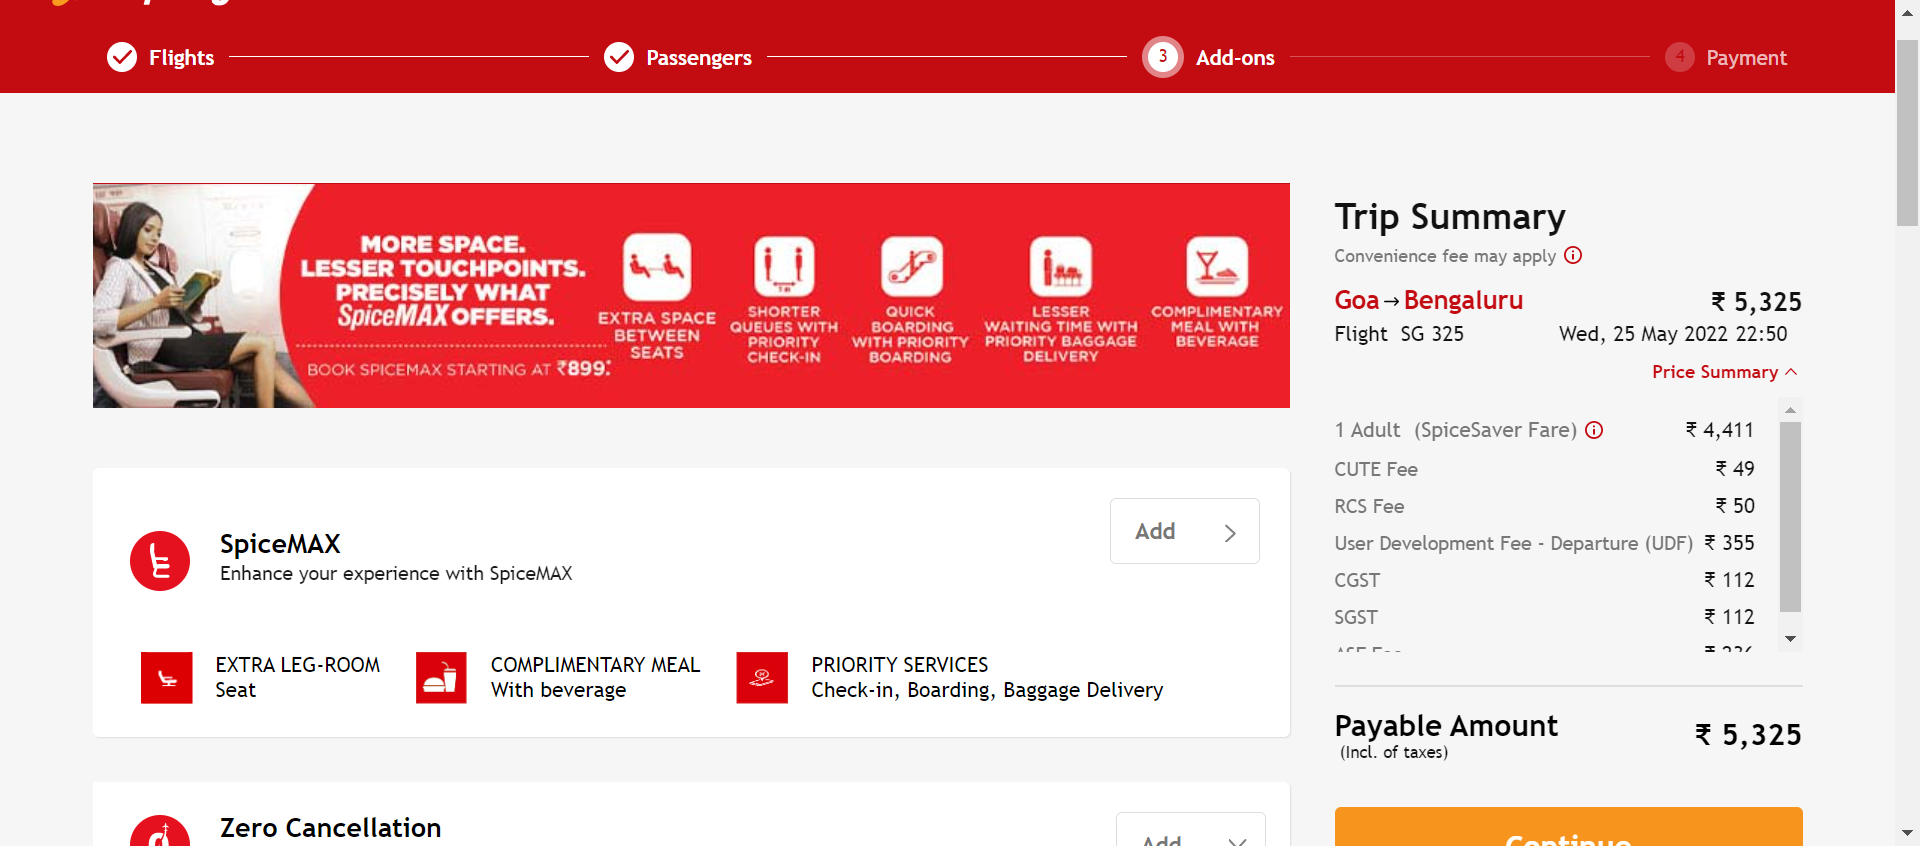 Flights
Passengers
3 Add-ons
4 Payment
MORE SPACE.
LESSER TOUCHPOINTS.
PRECISELY WHAT
SpiceMAX OFFERS.
BOOK SPICEMAX STARTING AT ₹899*
EXTRA SPACE
BETWEEN
SEATS
SHORTER
QUEUES WITH
PRIORITY
CHECK-IN
QUICK
BOARDING
WITH PRIORITY
BOARDING
LESSER
WAITING TIME WITH
PRIORITY BAGGAGE
DELIVERY
COMPLIMENTARY
MEAL WITH
BEVERAGE
SpiceMAX
Enhance your experience with SpiceMAX
Add
EXTRA LEG-ROOM
Seat
COMPLIMENTARY MEAL
With beverage
PRIORITY SERVICES
Check-in, Boarding, Baggage Delivery
Zero Cancellation
Add
Trip Summary
Convenience fee may apply
Goa→Bengaluru ₹ 5,325
Flight SG 325 Wed, 25 May 2022 22:50
Price Summary
1 Adult (SpiceSaver Fare) ₹ 4,411
CUTE Fee ₹ 49
RCS Fee ₹ 50
User Development Fee - Departure (UDF) ₹ 355
CGST ₹ 112
SGST ₹ 112
ASF Fee ₹ 236
Payable Amount ₹ 5,325
(Incl. of taxes)
Continue